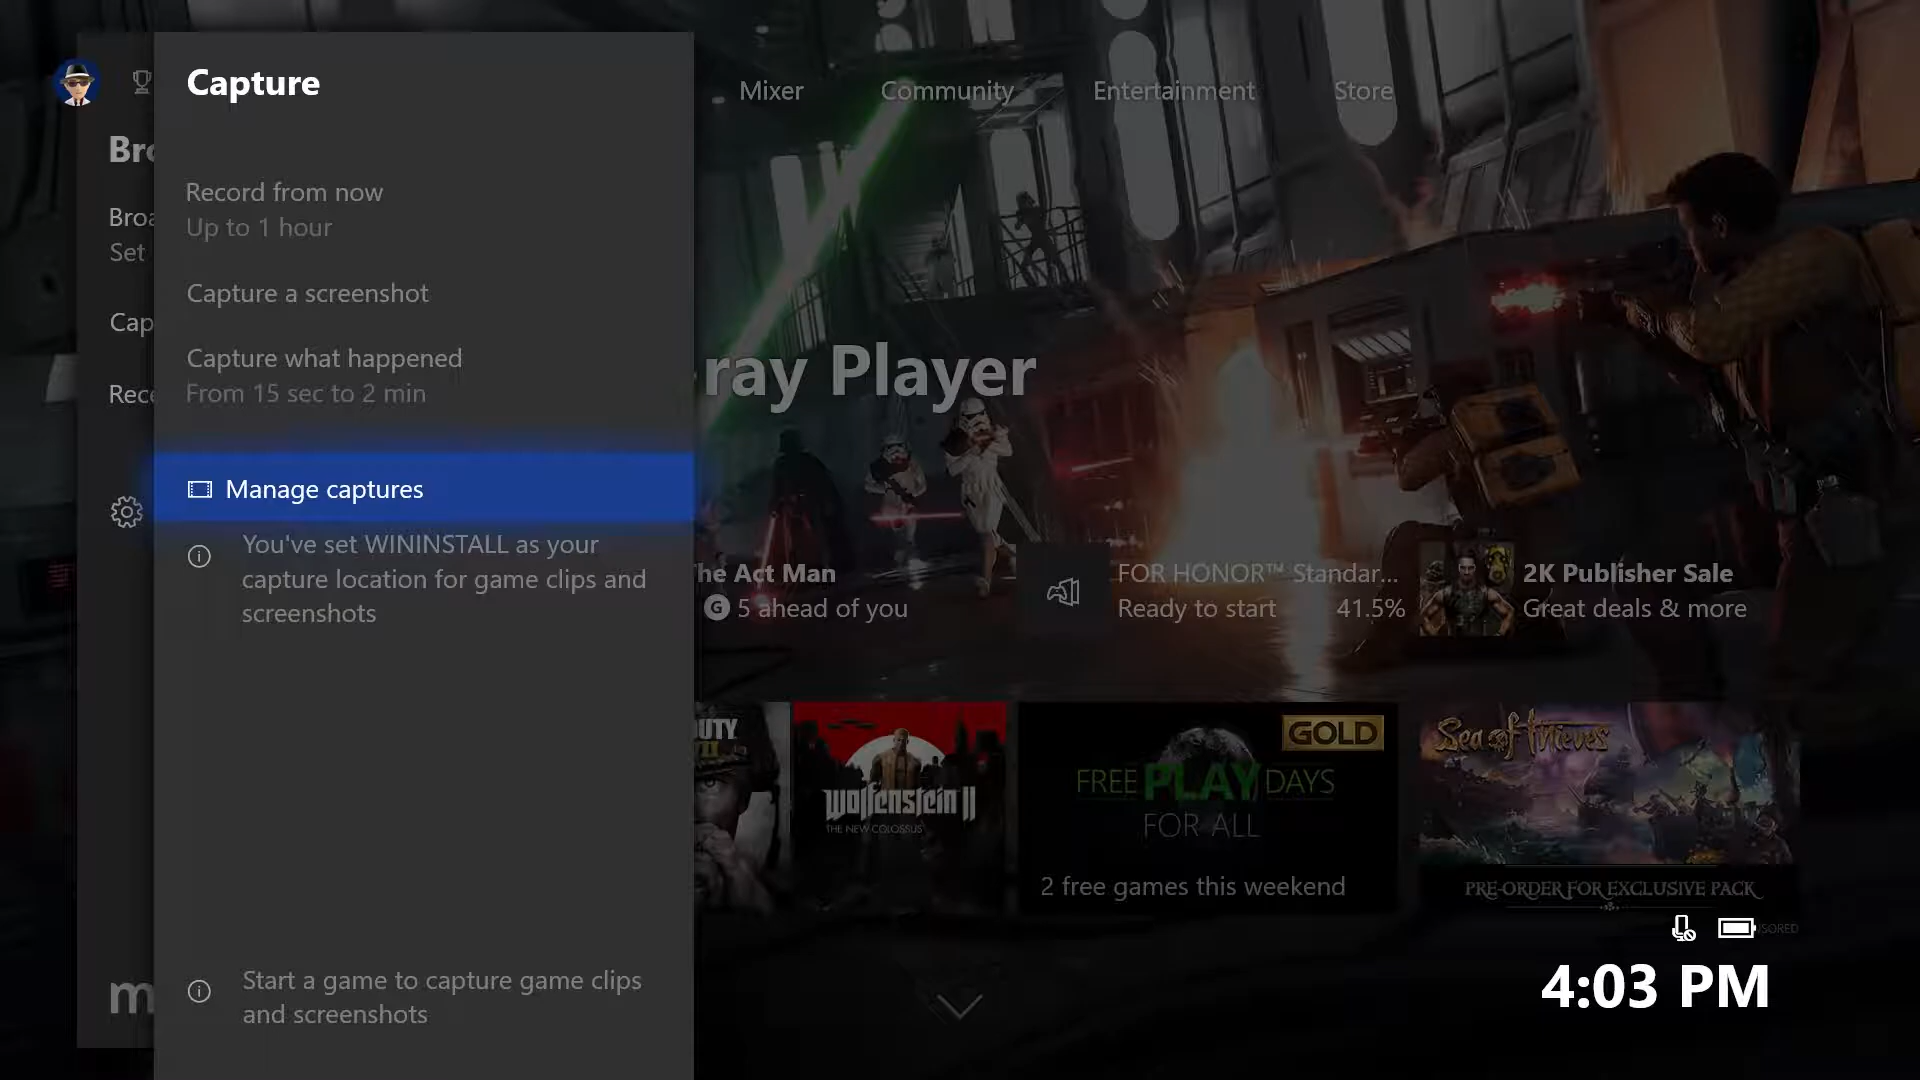 Capture
Mixer
Community
Entertainment
Store
Record from now
Up to 1 hour
Capture a screenshot
Capture what happened
From 15 sec to 2 min
Manage captures
You've set WININSTALL as your
capture location for game clips and
screenshots
Start a game to capture game clips
and screenshots
Set
ray Player
he Act Man
G 5 ahead of you
FOR HONOR™ Standar...
Ready to start 41.5%
2K Publisher Sale
Great deals & more
UTY
II
Wolfenstein II
THE NEW COLOSSUS
GOLD
FREE PLAY DAYS
FOR ALL
2 free games this weekend
Sea of Thieves
PRE-ORDER FOR EXCLUSIVE PACK
SORED
4:03 PM